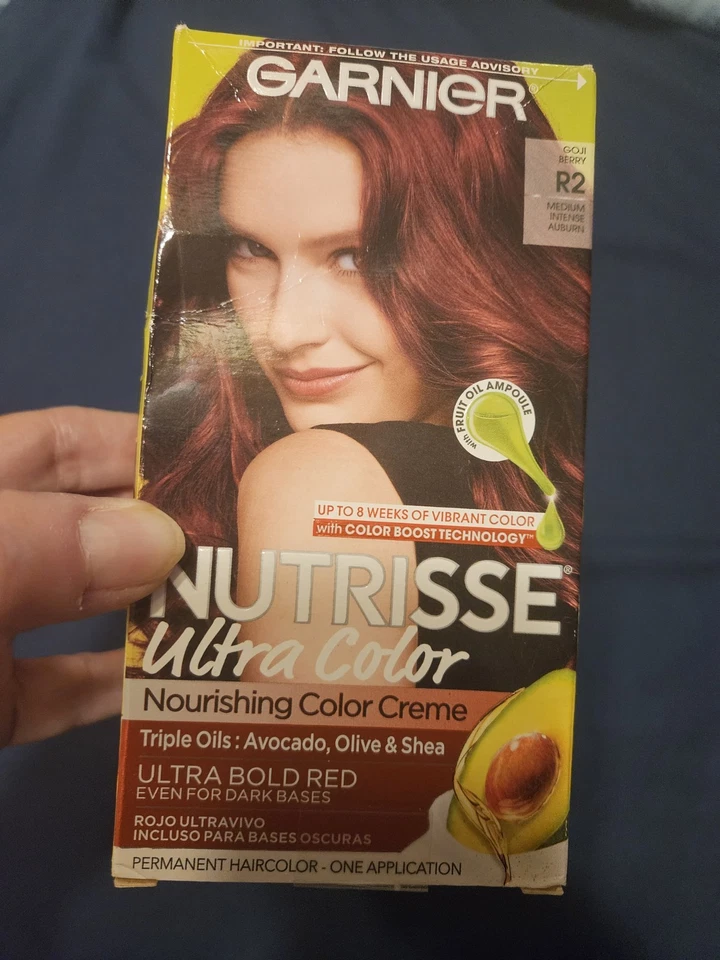 IMPORTANT: FOLLOW THE USAGE ADVISORY
GARNIER®
GOJI
BERRY
R2
MEDIUM
INTENSE
AUBURN
with FRUIT OIL AMPOULE
UP TO 8 WEEKS OF VIBRANT COLOR
with COLOR BOOST TECHNOLOGY™
NUTRISSE®
Ultra Color
Nourishing Color Creme
Triple Oils : Avocado, Olive & Shea
ULTRA BOLD RED
EVEN FOR DARK BASES
ROJO ULTRAVIVO
INCLUSO PARA BASES OSCURAS
PERMANENT HAIRCOLOR - ONE APPLICATION